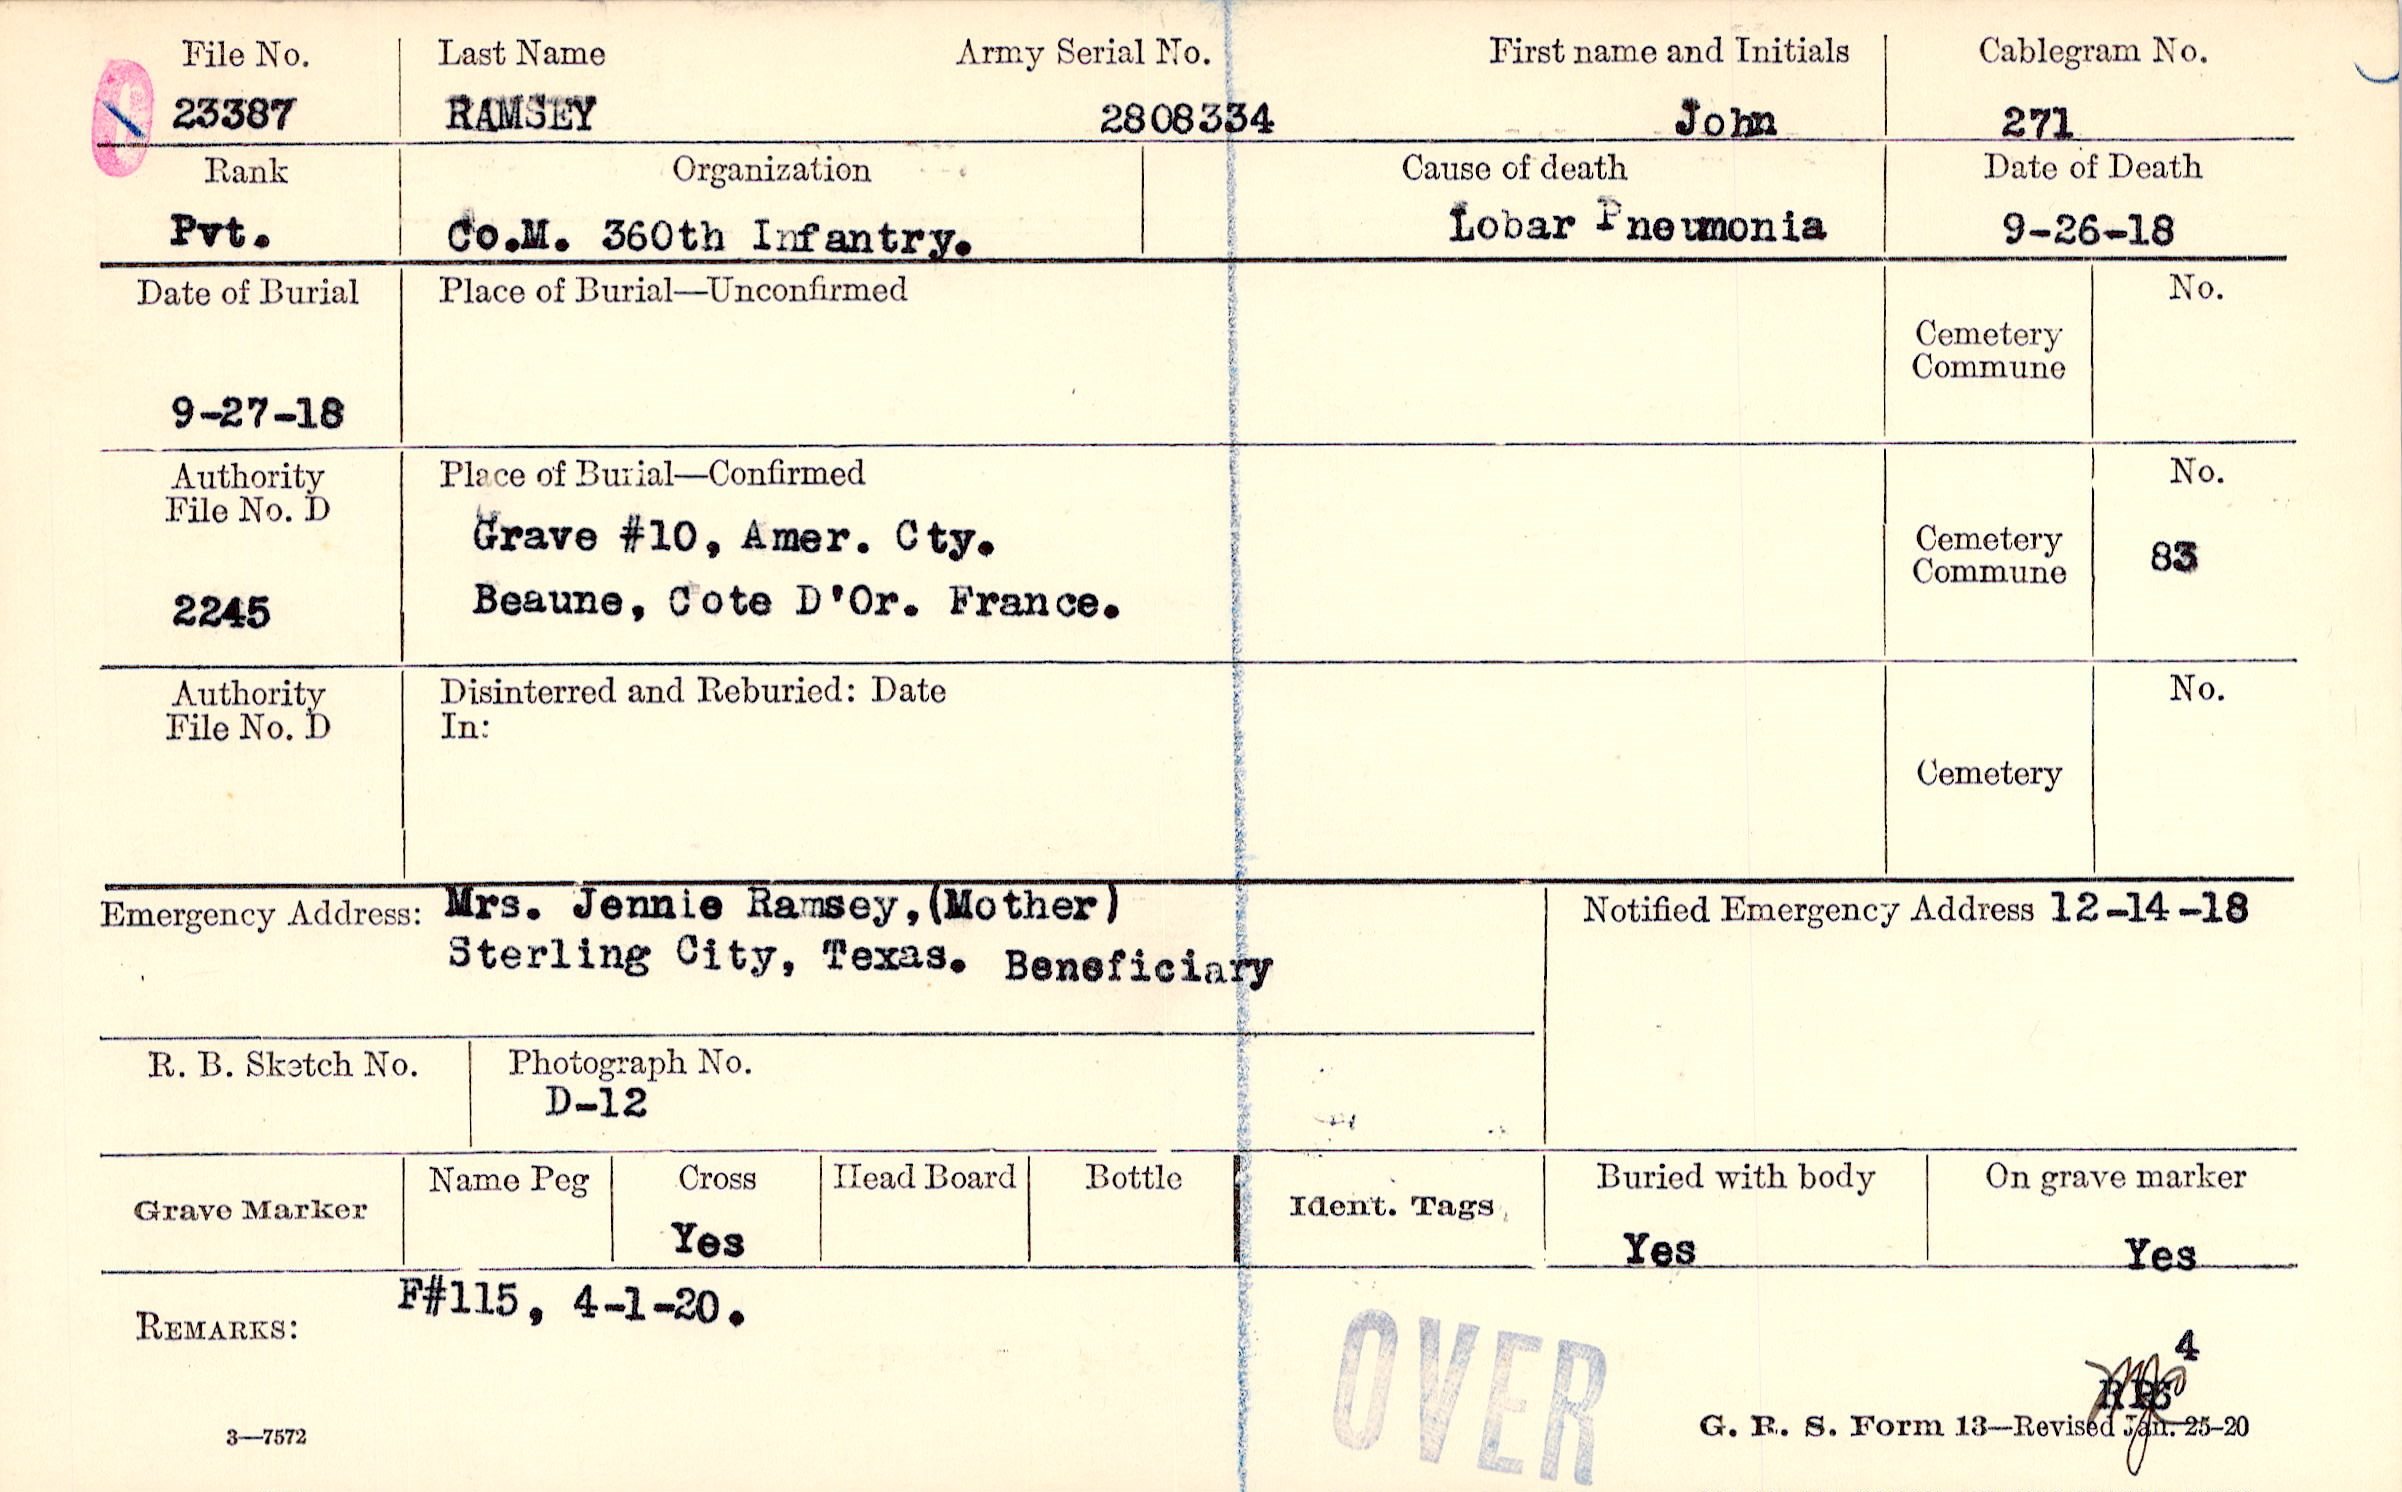 File No. Last Name Army Serial No. First name and Initials Cablegram No.
23387 RAMSEY 2808334 John 271
Rank Organization Cause of death Date of Death
Pvt. Co.M. 360th Infantry. Lobar Pneumonia 9-26-18
Date of Burial Place of Burial—Unconfirmed No.
Cemetery
Commune
9-27-18
Authority Place of Burial—Confirmed No.
File No. D
Grave #10, Amer. Cty.
Cemetery
Commune 83
2245 Beaune, Cote D'Or. France.
Authority Disinterred and Reburied: Date No.
File No. D In:
Cemetery
Emergency Address: Mrs. Jennie Ramsey,(Mother) Notified Emergency Address 12-14-18
Sterling City, Texas. Beneficiary
R. B. Sketch No. Photograph No.
D-12
Grave Marker Name Peg Cross Head Board Bottle Ident. Tags Buried with body On grave marker
Yes Yes Yes
REMARKS: F#115, 4-1-20.
OVER
4
3—7572 G. R. S. Form 13—Revised Jan. 25-20